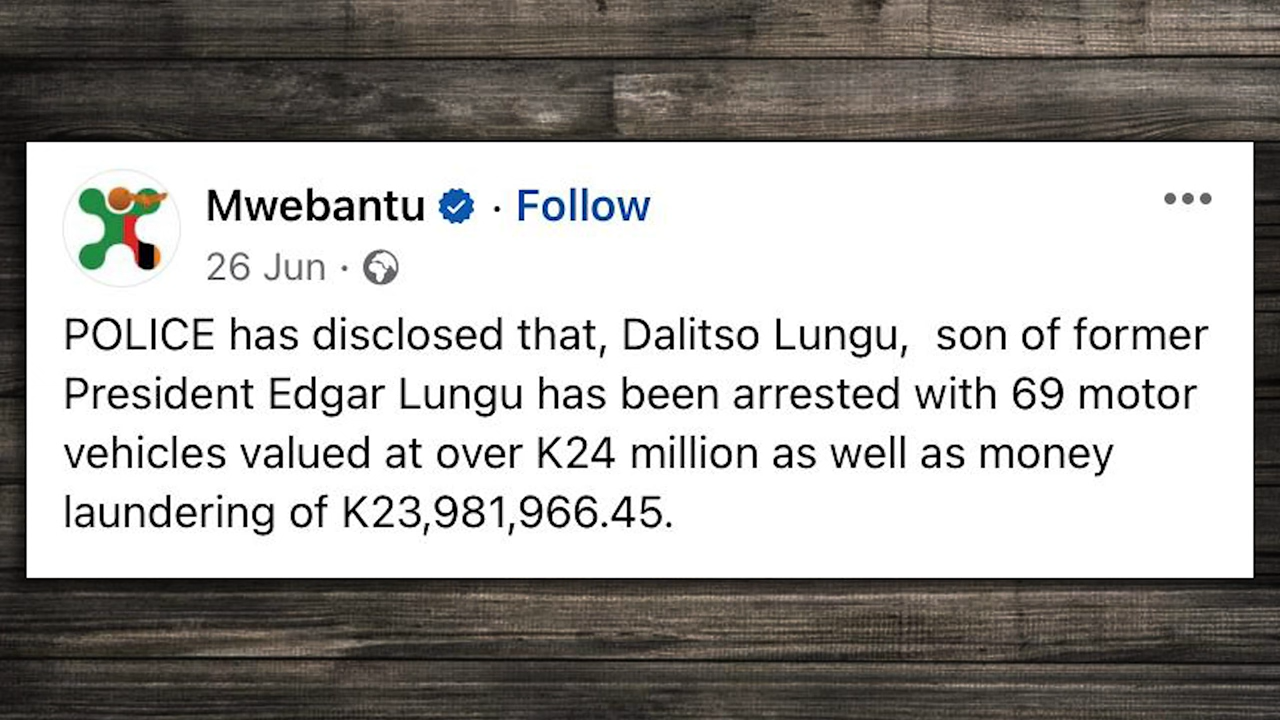 Mwebantu · Follow
26 Jun ·
POLICE has disclosed that, Dalitso Lungu,  son of former
President Edgar Lungu has been arrested with 69 motor
vehicles valued at over K24 million as well as money
laundering of K23,981,966.45.